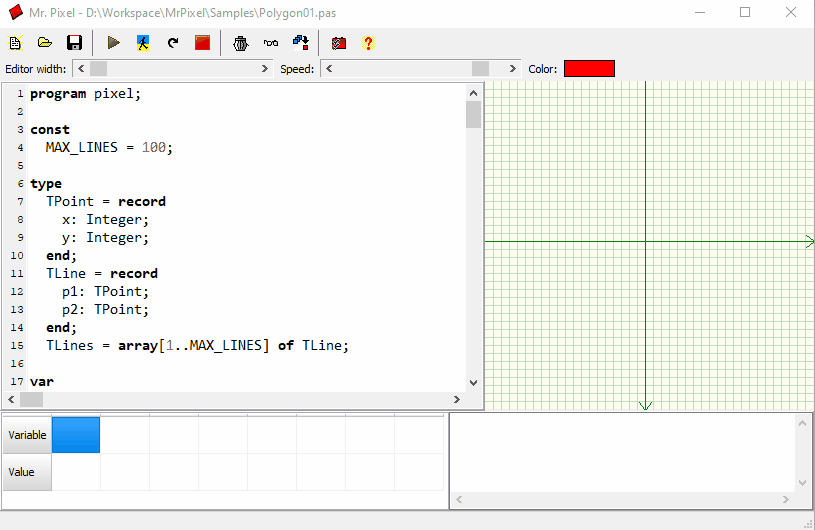 Mr. Pixel - D:\Workspace\MrPixel\Samples\Polygon01.pas
Editor width: Speed: Color:
1 program pixel;
2
3 const
4 MAX_LINES = 100;
5
6 type
7 TPoint = record
8 x: Integer;
9 y: Integer;
10 end;
11 TLine = record
12 p1: TPoint;
13 p2: TPoint;
14 end;
15 TLines = array[1..MAX_LINES] of TLine;
16
17 var
Variable
Value